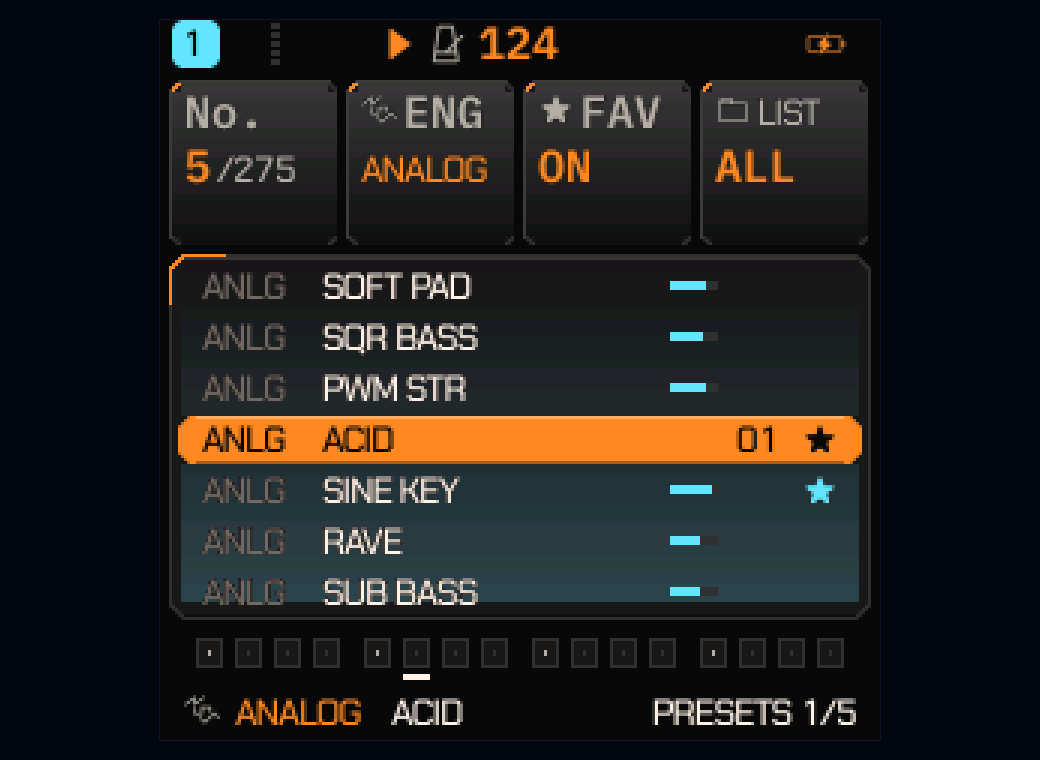 1 124
No. ENG FAV LIST
5/275 ANALOG ON ALL
ANLG SOFT PAD
ANLG SQR BASS
ANLG PWM STR
ANLG ACID 01
ANLG SINE KEY
ANLG RAVE
ANLG SUB BASS
ANALOG ACID PRESETS 1/5